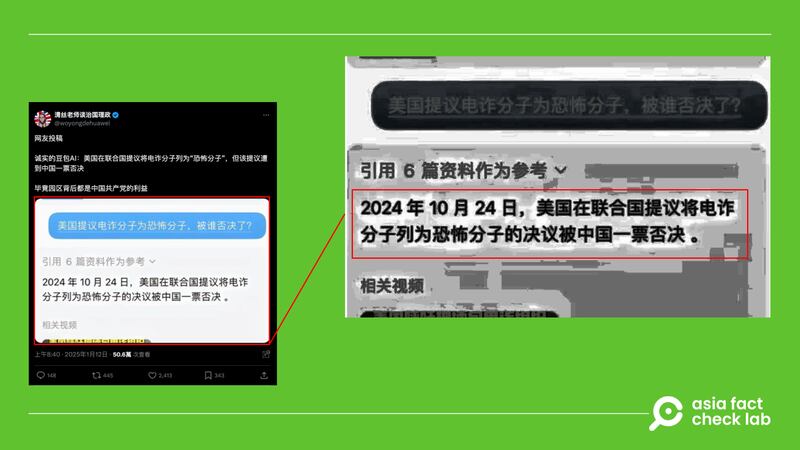 清丝老师谈治国理政
@woyongdehuawei
网友投稿
诚实的豆包AI：美国在联合国提议将电诈分子列为“恐怖分子”，但该提议遭
到中国一票否决
毕竟园区背后都是中国共产党的利益
美国提议电诈分子为恐怖分子，被谁否决了？
引用 6 篇资料作为参考
2024 年 10 月 24 日，美国在联合国提议将电诈
分子列为恐怖分子的决议被中国一票否决 。
相关视频
上午8:40 · 2025年1月12日 · 50.6萬 次查看
148
445
2,413
343
美国提议电诈分子为恐怖分子，被谁否决了？
引用 6 篇资料作为参考
2024 年 10 月 24 日，美国在联合国提议将电诈
分子列为恐怖分子的决议被中国一票否决 。
相关视频
asia fact
check lab